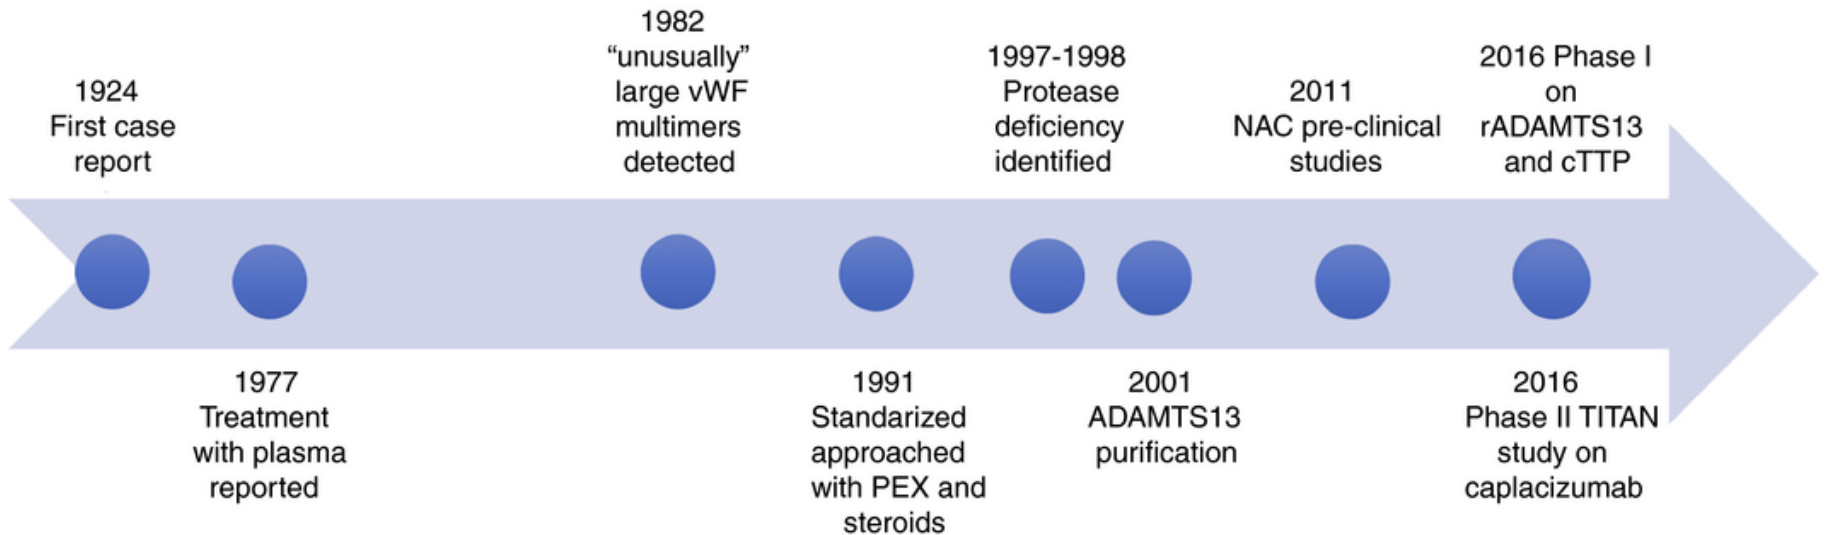 1924
First case
report
1977
Treatment
with plasma
reported
1982
“unusually”
large vWF
multimers
detected
1991
Standarized
approached
with PEX and
steroids
1997-1998
Protease
deficiency
identified
2001
ADAMTS13
purification
2011
NAC pre-clinical
studies
2016 Phase I
on
rADAMTS13
and cTTP
2016
Phase II TITAN
study on
caplacizumab